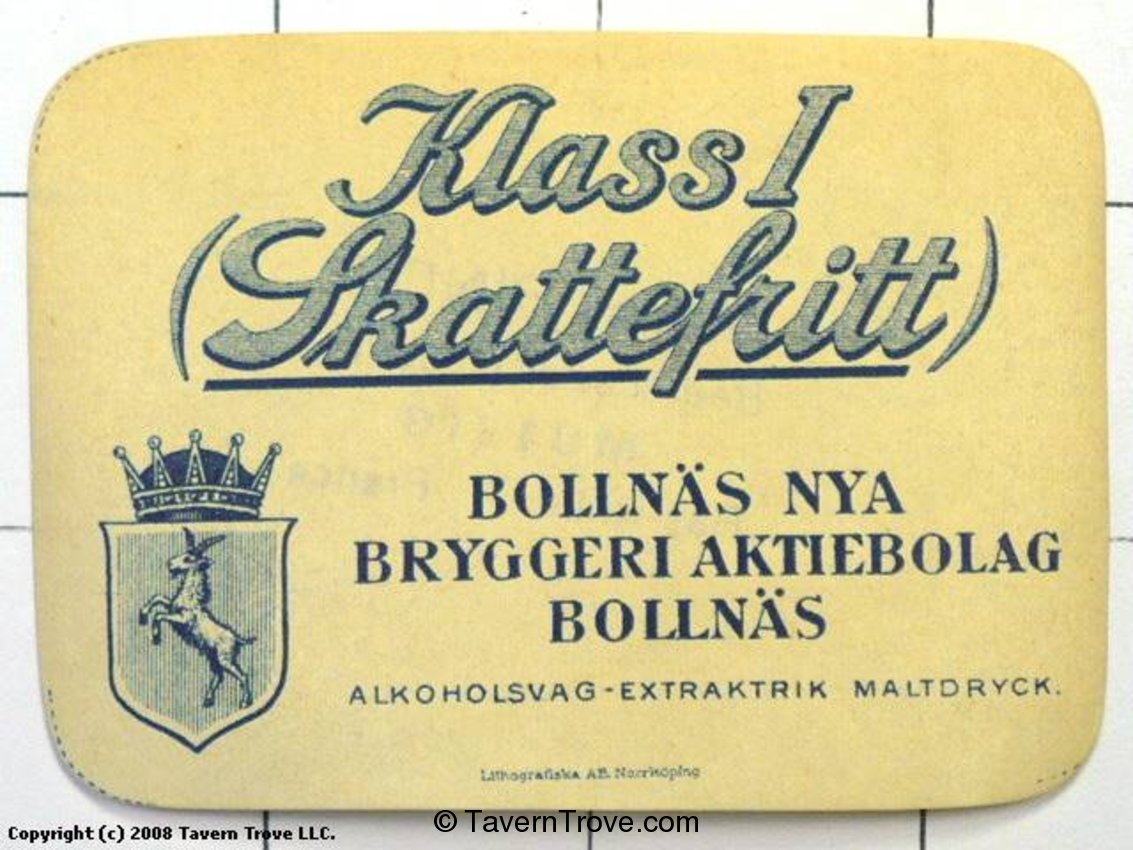 Klass I
(Skattefritt)
BOLLNÄS NYA
BRYGGERI AKTIEBOLAG
BOLLNÄS
ALKOHOLSVAG-EXTRAKTRIK MALTDRYCK.
Lithografiska AB. Norrköping
Copyright (c) 2008 Tavern Trove LLC.
© TavernTrove.com